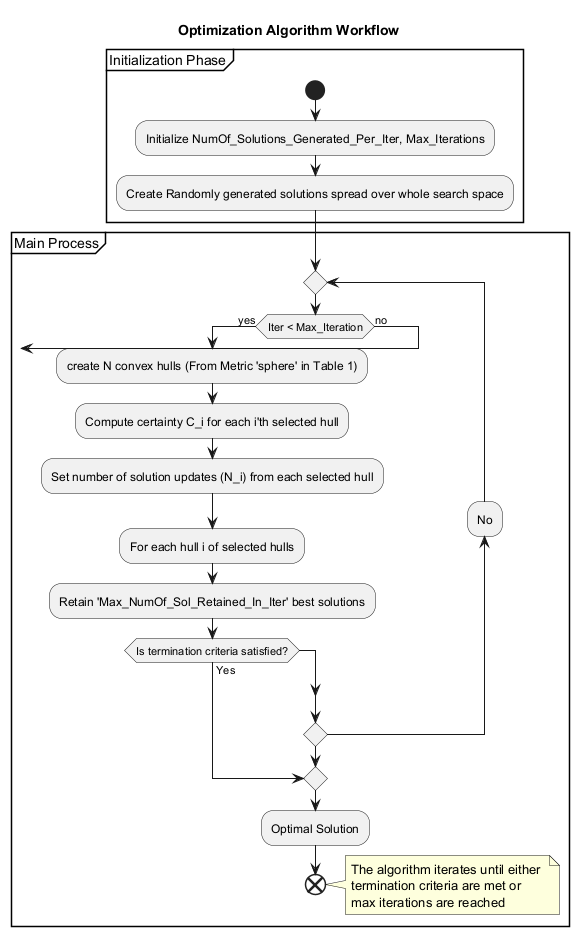 Optimization Algorithm Workflow
Initialization Phase
Initialize NumOf_Solutions_Generated_Per_Iter, Max_Iterations
Create Randomly generated solutions spread over whole search space
Main Process
yes
Iter < Max_Iteration
no
create N convex hulls (From Metric 'sphere' in Table 1)
Compute certainty C_i for each i'th selected hull
Set number of solution updates (N_i) from each selected hull
No
For each hull i of selected hulls
Retain 'Max_NumOf_Sol_Retained_In_Iter' best solutions
Is termination criteria satisfied?
Yes
Optimal Solution
The algorithm iterates until either
termination criteria are met or
max iterations are reached